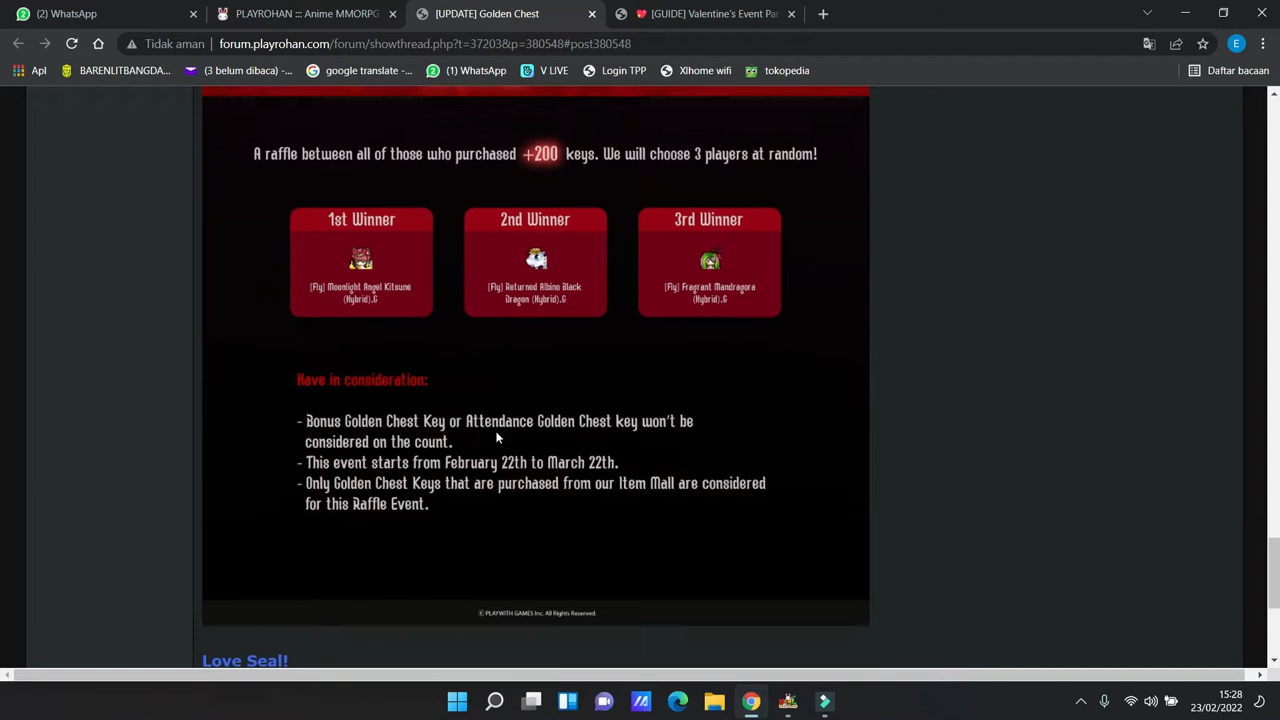 (2) WhatsApp
PLAYROHAN ::: Anime MMORPG
[UPDATE] Golden Chest
[GUIDE] Valentine's Event Par
Tidak aman
forum.playrohan.com/forum/showthread.php?t=37203&p=380548#post380548
E
Apl
BARENLITBANGDA...
(3 belum dibaca) -...
google translate -...
(1) WhatsApp
V LIVE
Login TPP
Xlhome wifi
tokopedia
Daftar bacaan
A raffle between all of those who purchased +200 keys. We will choose 3 players at random!
1st Winner
[Fly] Moonlight Angel Kitsune
(Hybrid).G
2nd Winner
[Fly] Returned Albino Black
Dragon (Hybrid).G
3rd Winner
[Fly] Fragrant Mandragora
(Hybrid).G
Have in consideration:
- Bonus Golden Chest Key or Attendance Golden Chest key won't be
considered on the count.
- This event starts from February 22th to March 22th.
- Only Golden Chest Keys that are purchased from our Item Mall are considered
for this Raffle Event.
© PLAYWITH GAMES Inc. All Rights Reserved.
Love Seal!
15:28
23/02/2022